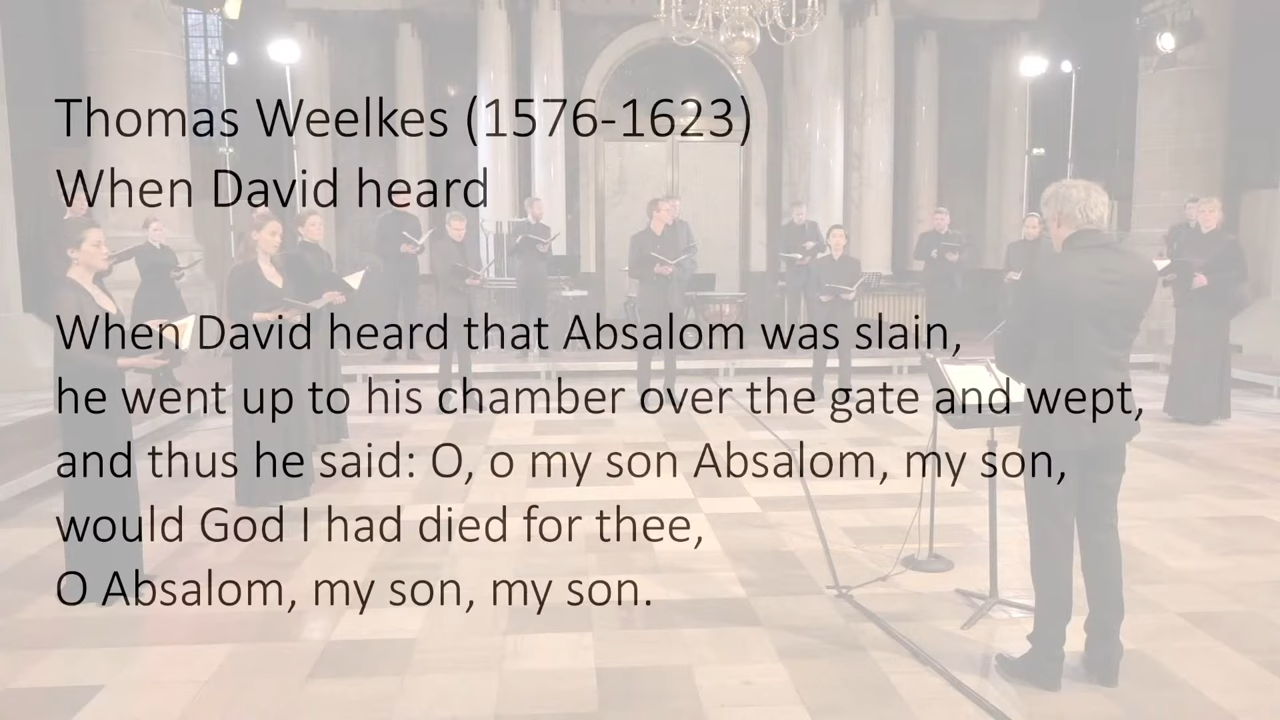 Thomas Weelkes (1576-1623)
When David heard
When David heard that Absalom was slain,
he went up to his chamber over the gate and wept,
and thus he said: O, o my son Absalom, my son,
would God I had died for thee,
O Absalom, my son, my son.